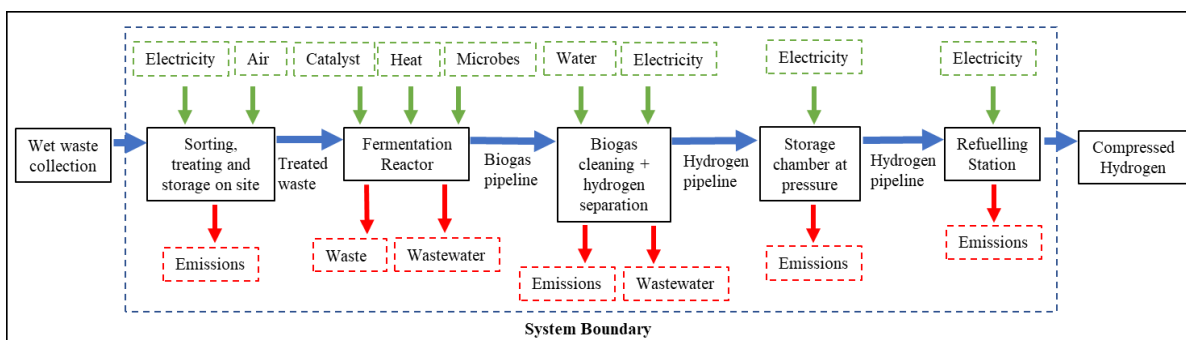 Electricity
Air
Catalyst
Heat
Microbes
Water
Electricity
Electricity
Electricity
Wet waste
collection
Sorting,
treating and
storage on site
Treated
waste
Fermentation
Reactor
Biogas
pipeline
Biogas
cleaning +
hydrogen
separation
Hydrogen
pipeline
Storage
chamber at
pressure
Hydrogen
pipeline
Refuelling
Station
Compressed
Hydrogen
Emissions
Waste
Wastewater
Emissions
Wastewater
Emissions
Emissions
System Boundary